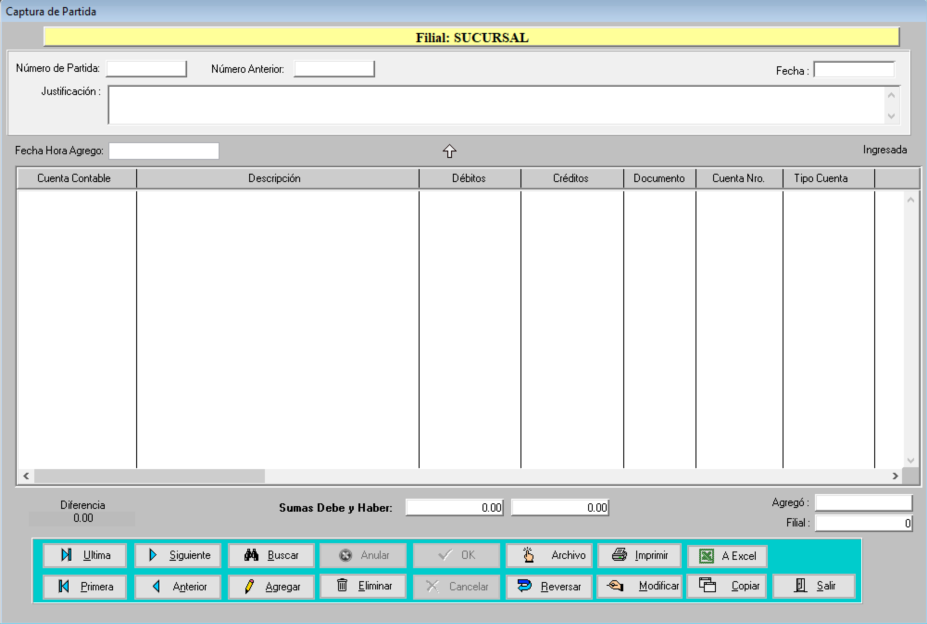 Captura de Partida
Filial: SUCURSAL
Número de Partida: Número Anterior: Fecha :
Justificación :
Fecha Hora Agrego: Ingresada
Cuenta Contable Descripción Débitos Créditos Documento Cuenta Nro. Tipo Cuenta
Diferencia
0.00
Sumas Debe y Haber: 0.00 0.00
Agregó :
Filial : 0
Ultima Siguiente Buscar Anular OK Archivo Imprimir A Excel
Primera Anterior Agregar Eliminar Cancelar Reversar Modificar Copiar Salir